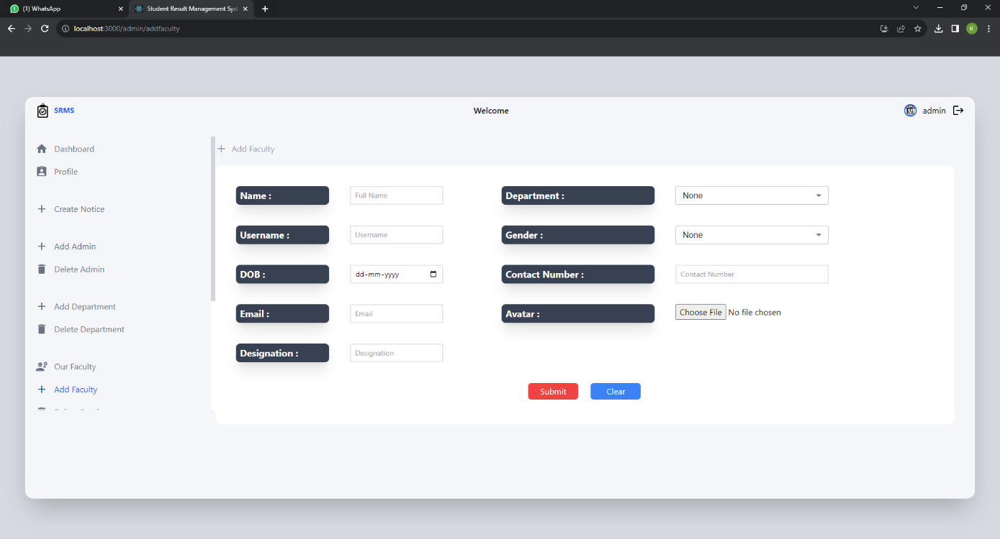 (1) WhatsApp
Student Result Management Syst
localhost:3000/admin/addfaculty
K
SRMS
Welcome
admin
Dashboard
Profile
Create Notice
Add Admin
Delete Admin
Add Department
Delete Department
Our Faculty
Add Faculty
Add Faculty
Name :
Full Name
Department :
None
Username :
Username
Gender :
None
DOB :
dd-mm-yyyy
Contact Number :
Contact Number
Email :
Email
Avatar :
Choose File No file chosen
Designation :
Designation
Submit
Clear